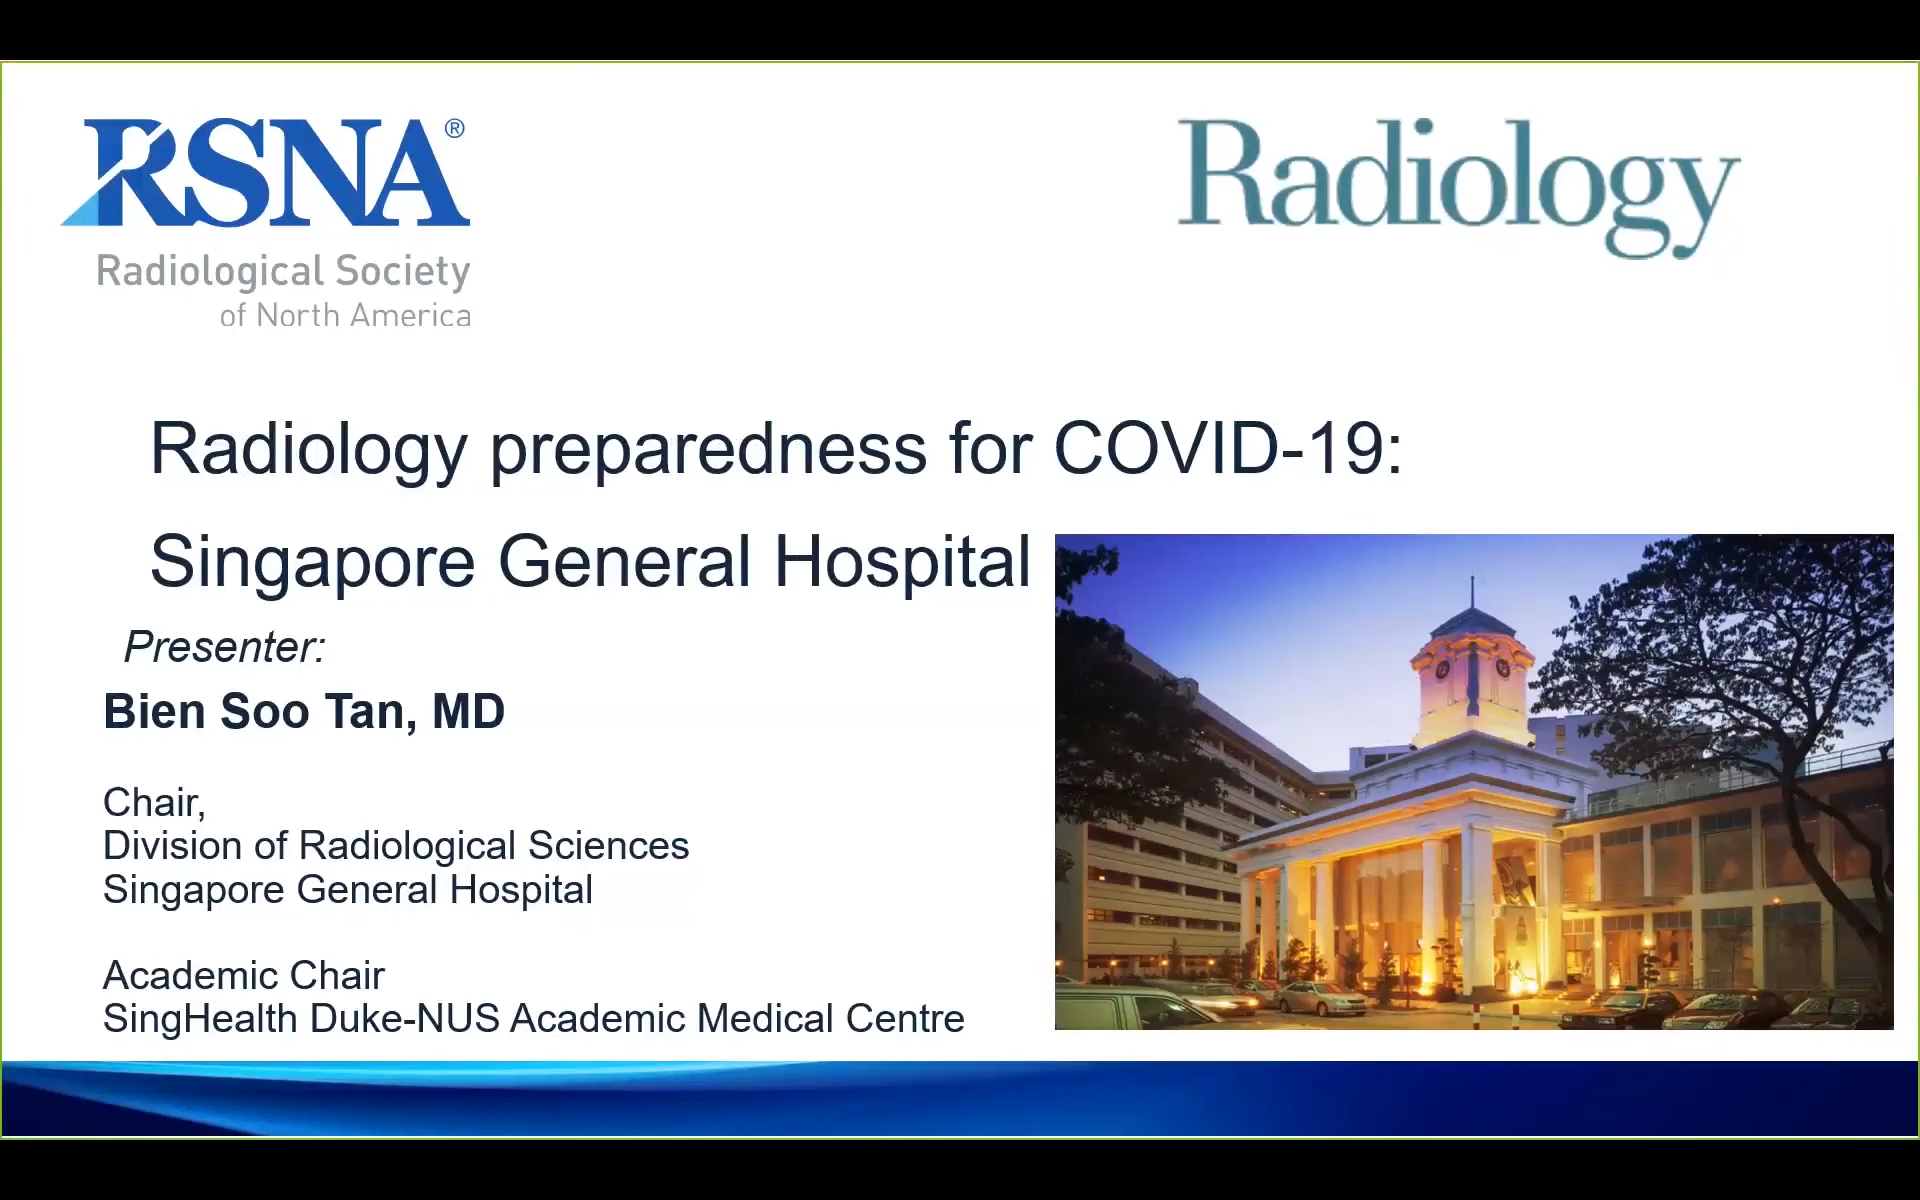 RSNA®
Radiological Society
of North America
Radiology
Radiology preparedness for COVID-19:
Singapore General Hospital
Presenter:
Bien Soo Tan, MD
Chair,
Division of Radiological Sciences
Singapore General Hospital
Academic Chair
SingHealth Duke-NUS Academic Medical Centre